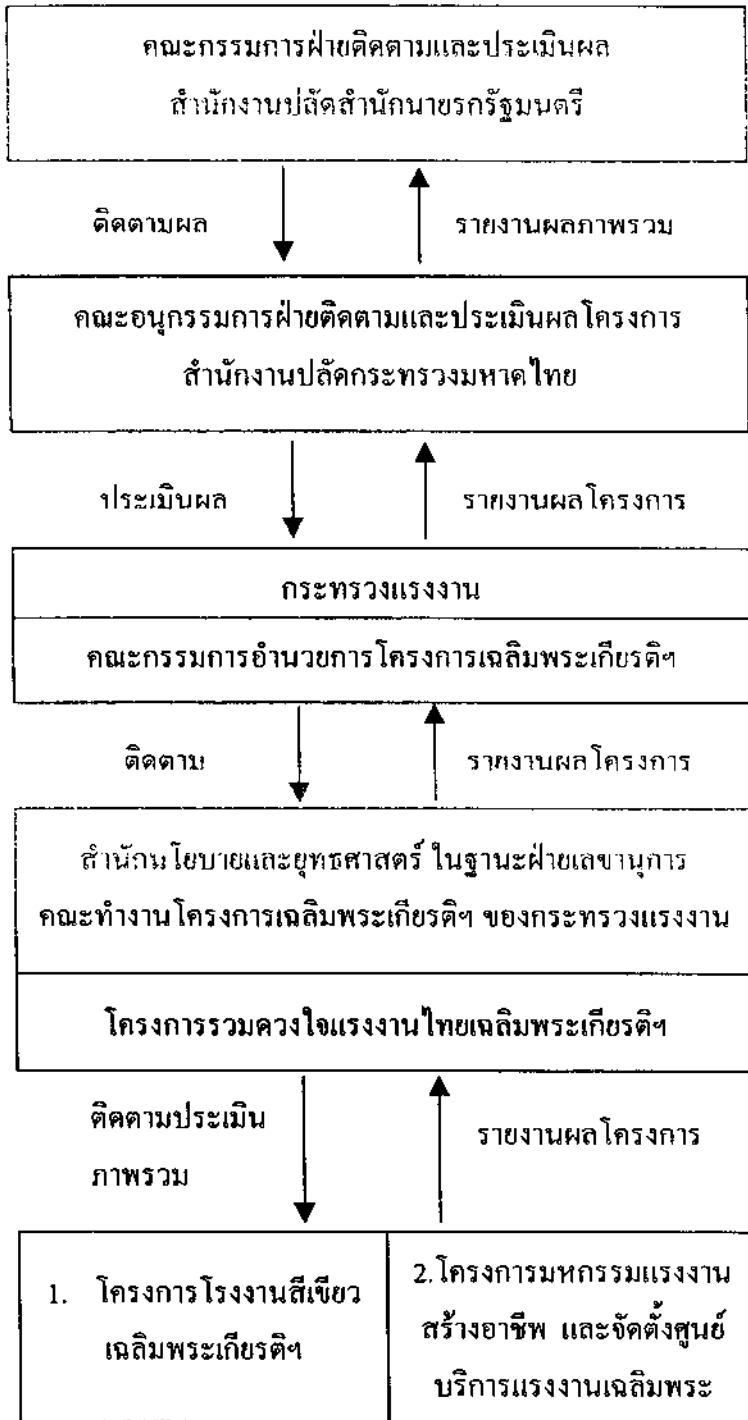 คณะกรรมการฝ่ายติดตามและประเมินผล
สำนักงานปลัดสำนักนายรกรัฐมนตรี
ติดตามผล
รายงานผลภาพรวม
คณะอนุกรรมการฝ่ายติดตามและประเมินผลโครงการ
สำนักงานปลัดกระทรวงมหาดไทย
ประเมินผล
รายงานผลโครงการ
กระทรวงแรงงาน
คณะกรรมการอำนวยการโครงการเฉลิมพระเกียรติฯ
ติดตาม
รายงานผลโครงการ
สำนักนโยบายและยุทธศาสตร์ ในฐานะฝ่ายเลขานุการ
คณะทำงานโครงการเฉลิมพระเกียรติฯ ของกระทรวงแรงงาน
โครงการรวมดวงใจแรงงานไทยเฉลิมพระเกียรติฯ
ติดตามประเมิน
ภาพรวม
รายงานผลโครงการ
1. โครงการโรงงานสีเขียว
เฉลิมพระเกียรติฯ
2.โครงการมหกรรมแรงงาน
สร้างอาชีพ และจัดตั้งศูนย์
บริการแรงงานเฉลิมพระ